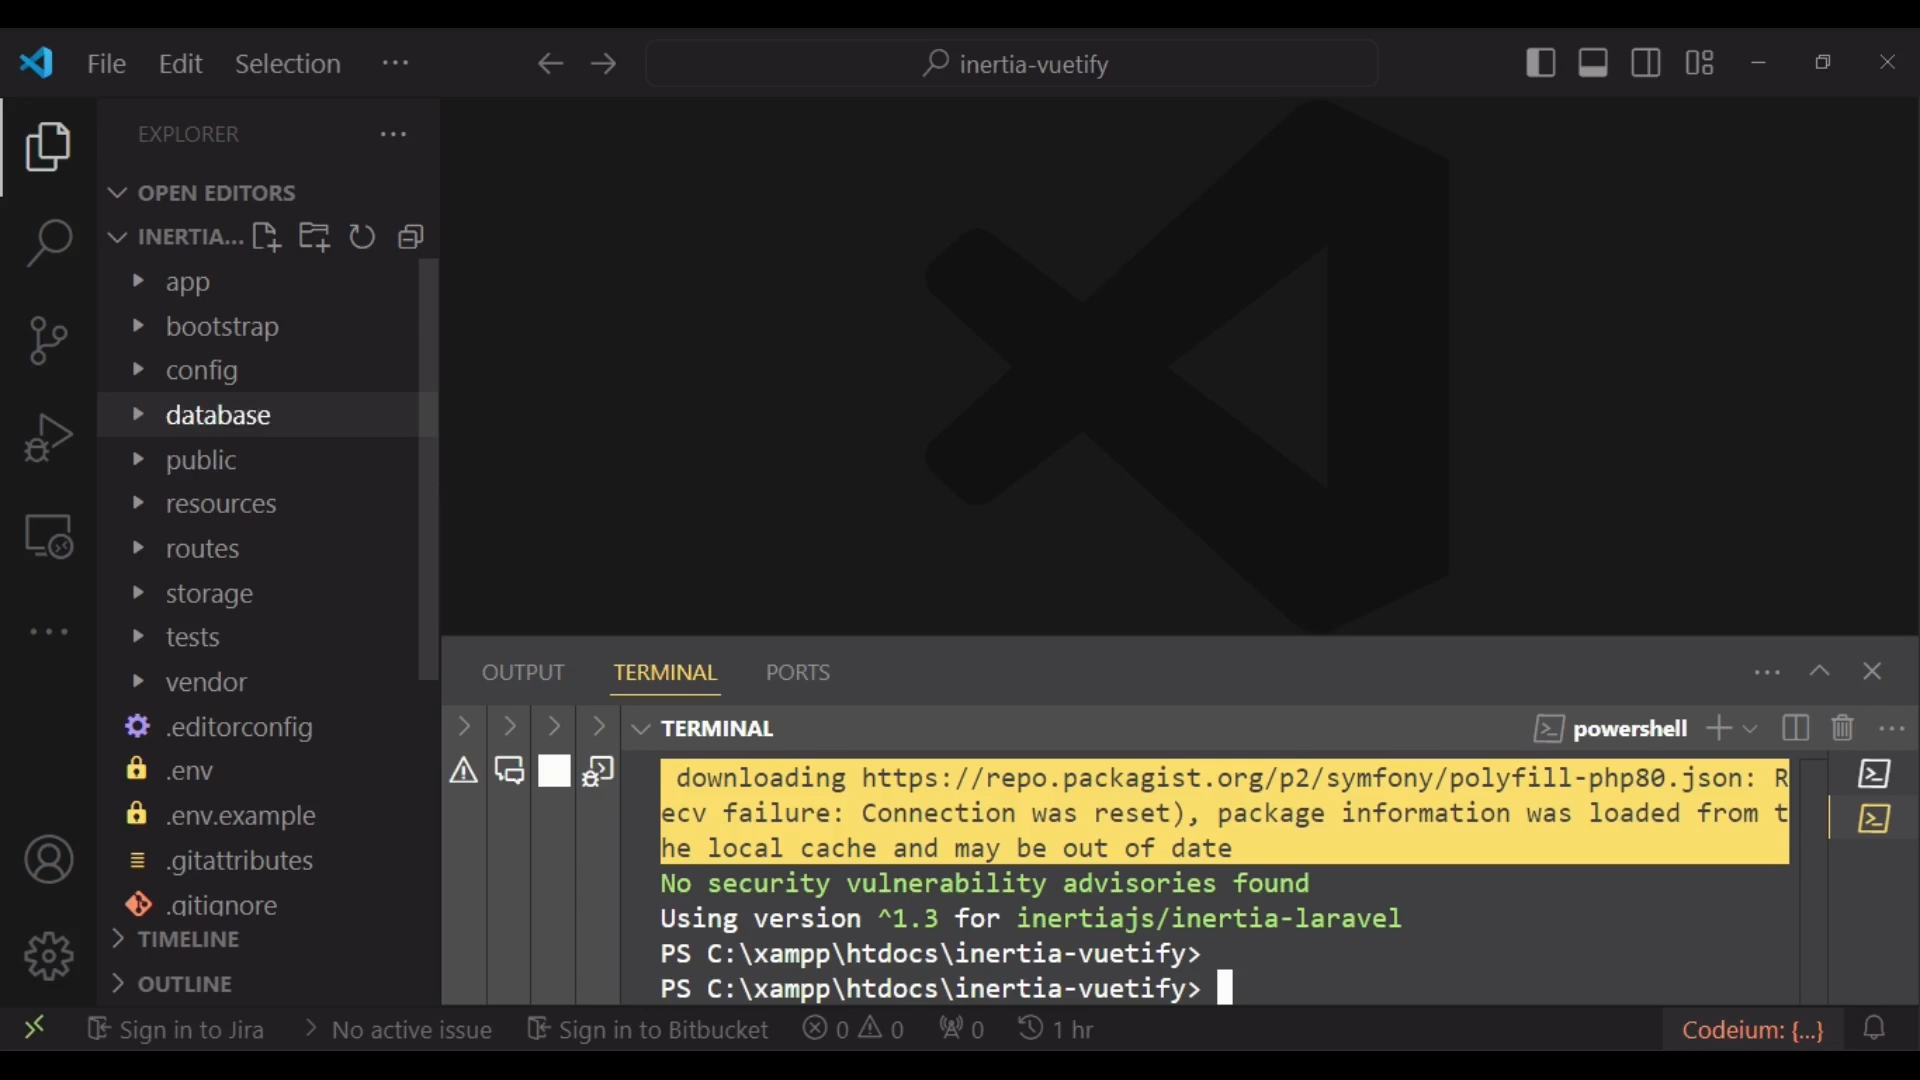 File Edit Selection ··· inertia-vuetify
EXPLORER
OPEN EDITORS
INERTIA...
app
bootstrap
config
database
public
resources
routes
storage
tests
vendor
.editorconfig
.env
.env.example
.gitattributes
.gitignore
TIMELINE
OUTLINE
OUTPUT TERMINAL PORTS
TERMINAL powershell
downloading https://repo.packagist.org/p2/symfony/polyfill-php80.json: R
ecv failure: Connection was reset), package information was loaded from t
he local cache and may be out of date
No security vulnerability advisories found
Using version ^1.3 for inertiajs/inertia-laravel
PS C:\xampp\htdocs\inertia-vuetify>
PS C:\xampp\htdocs\inertia-vuetify>
Sign in to Jira No active issue Sign in to Bitbucket 0 0 0 1 hr Codeium: {...}